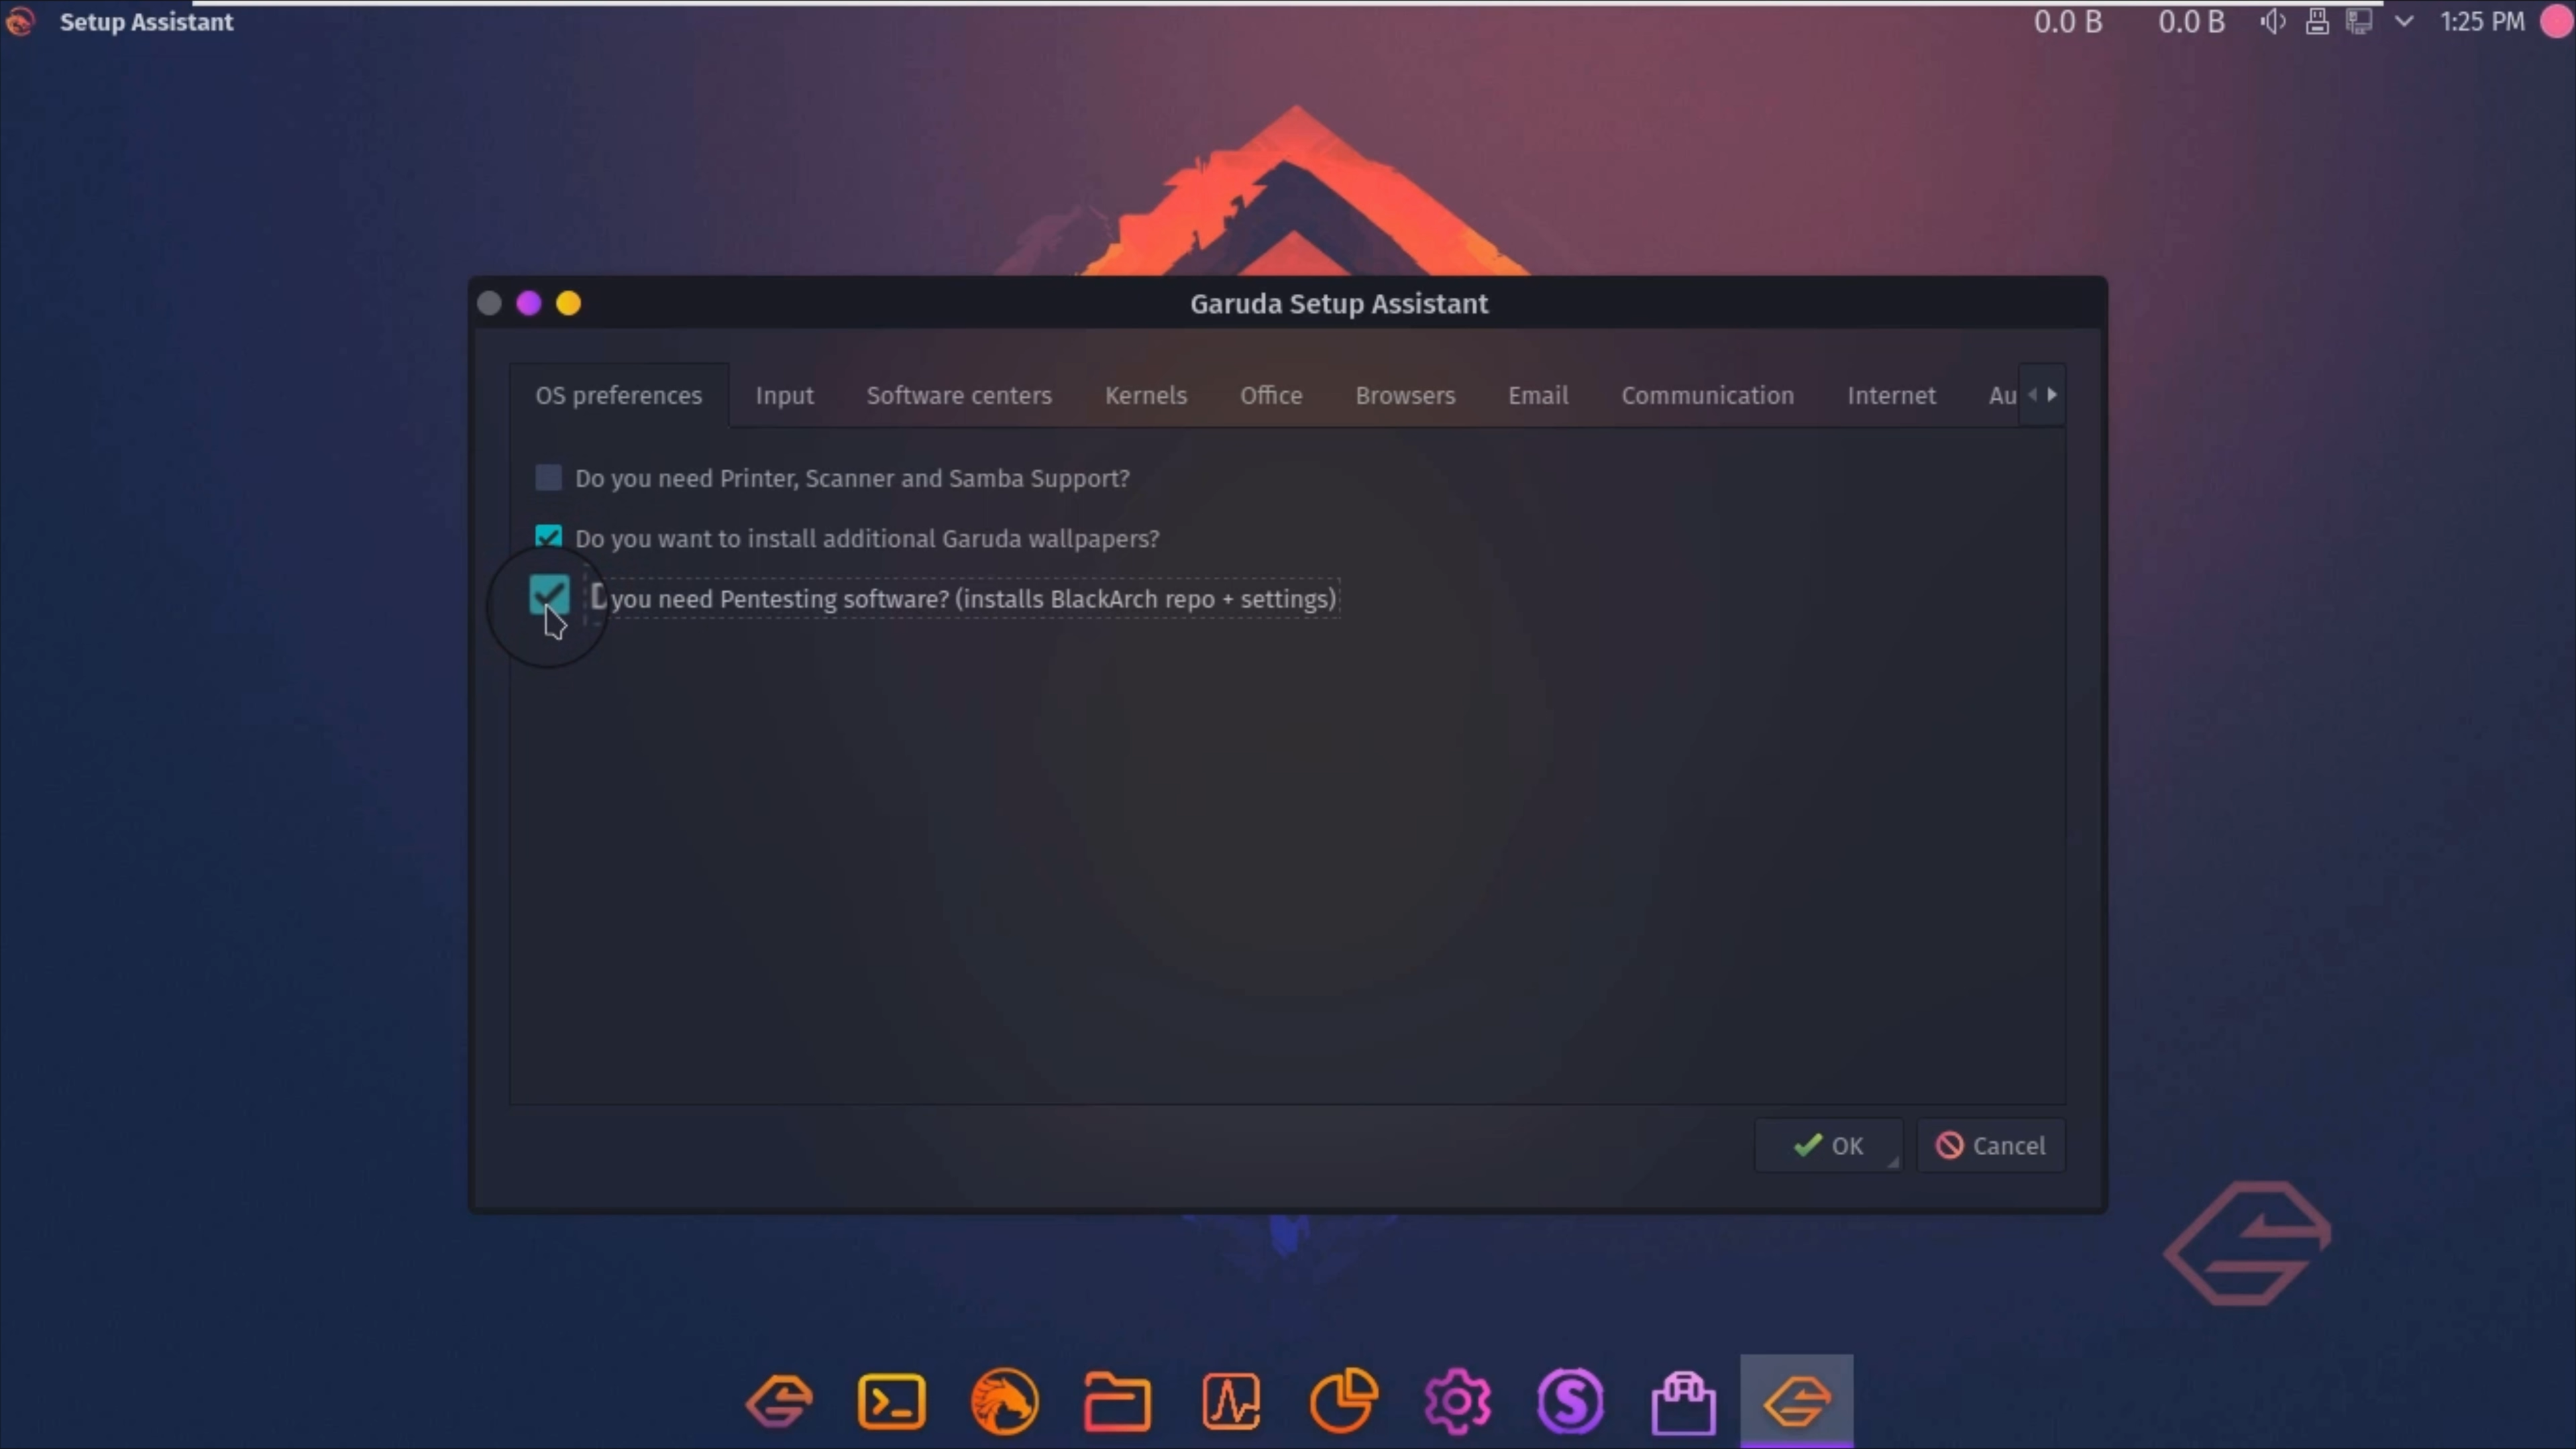 Setup Assistant
0.0 B 0.0 B 1:25 PM
Garuda Setup Assistant
OS preferences Input Software centers Kernels Office Browsers Email Communication Internet Au
Do you need Printer, Scanner and Samba Support?
Do you want to install additional Garuda wallpapers?
D you need Pentesting software? (installs BlackArch repo + settings)
OK Cancel